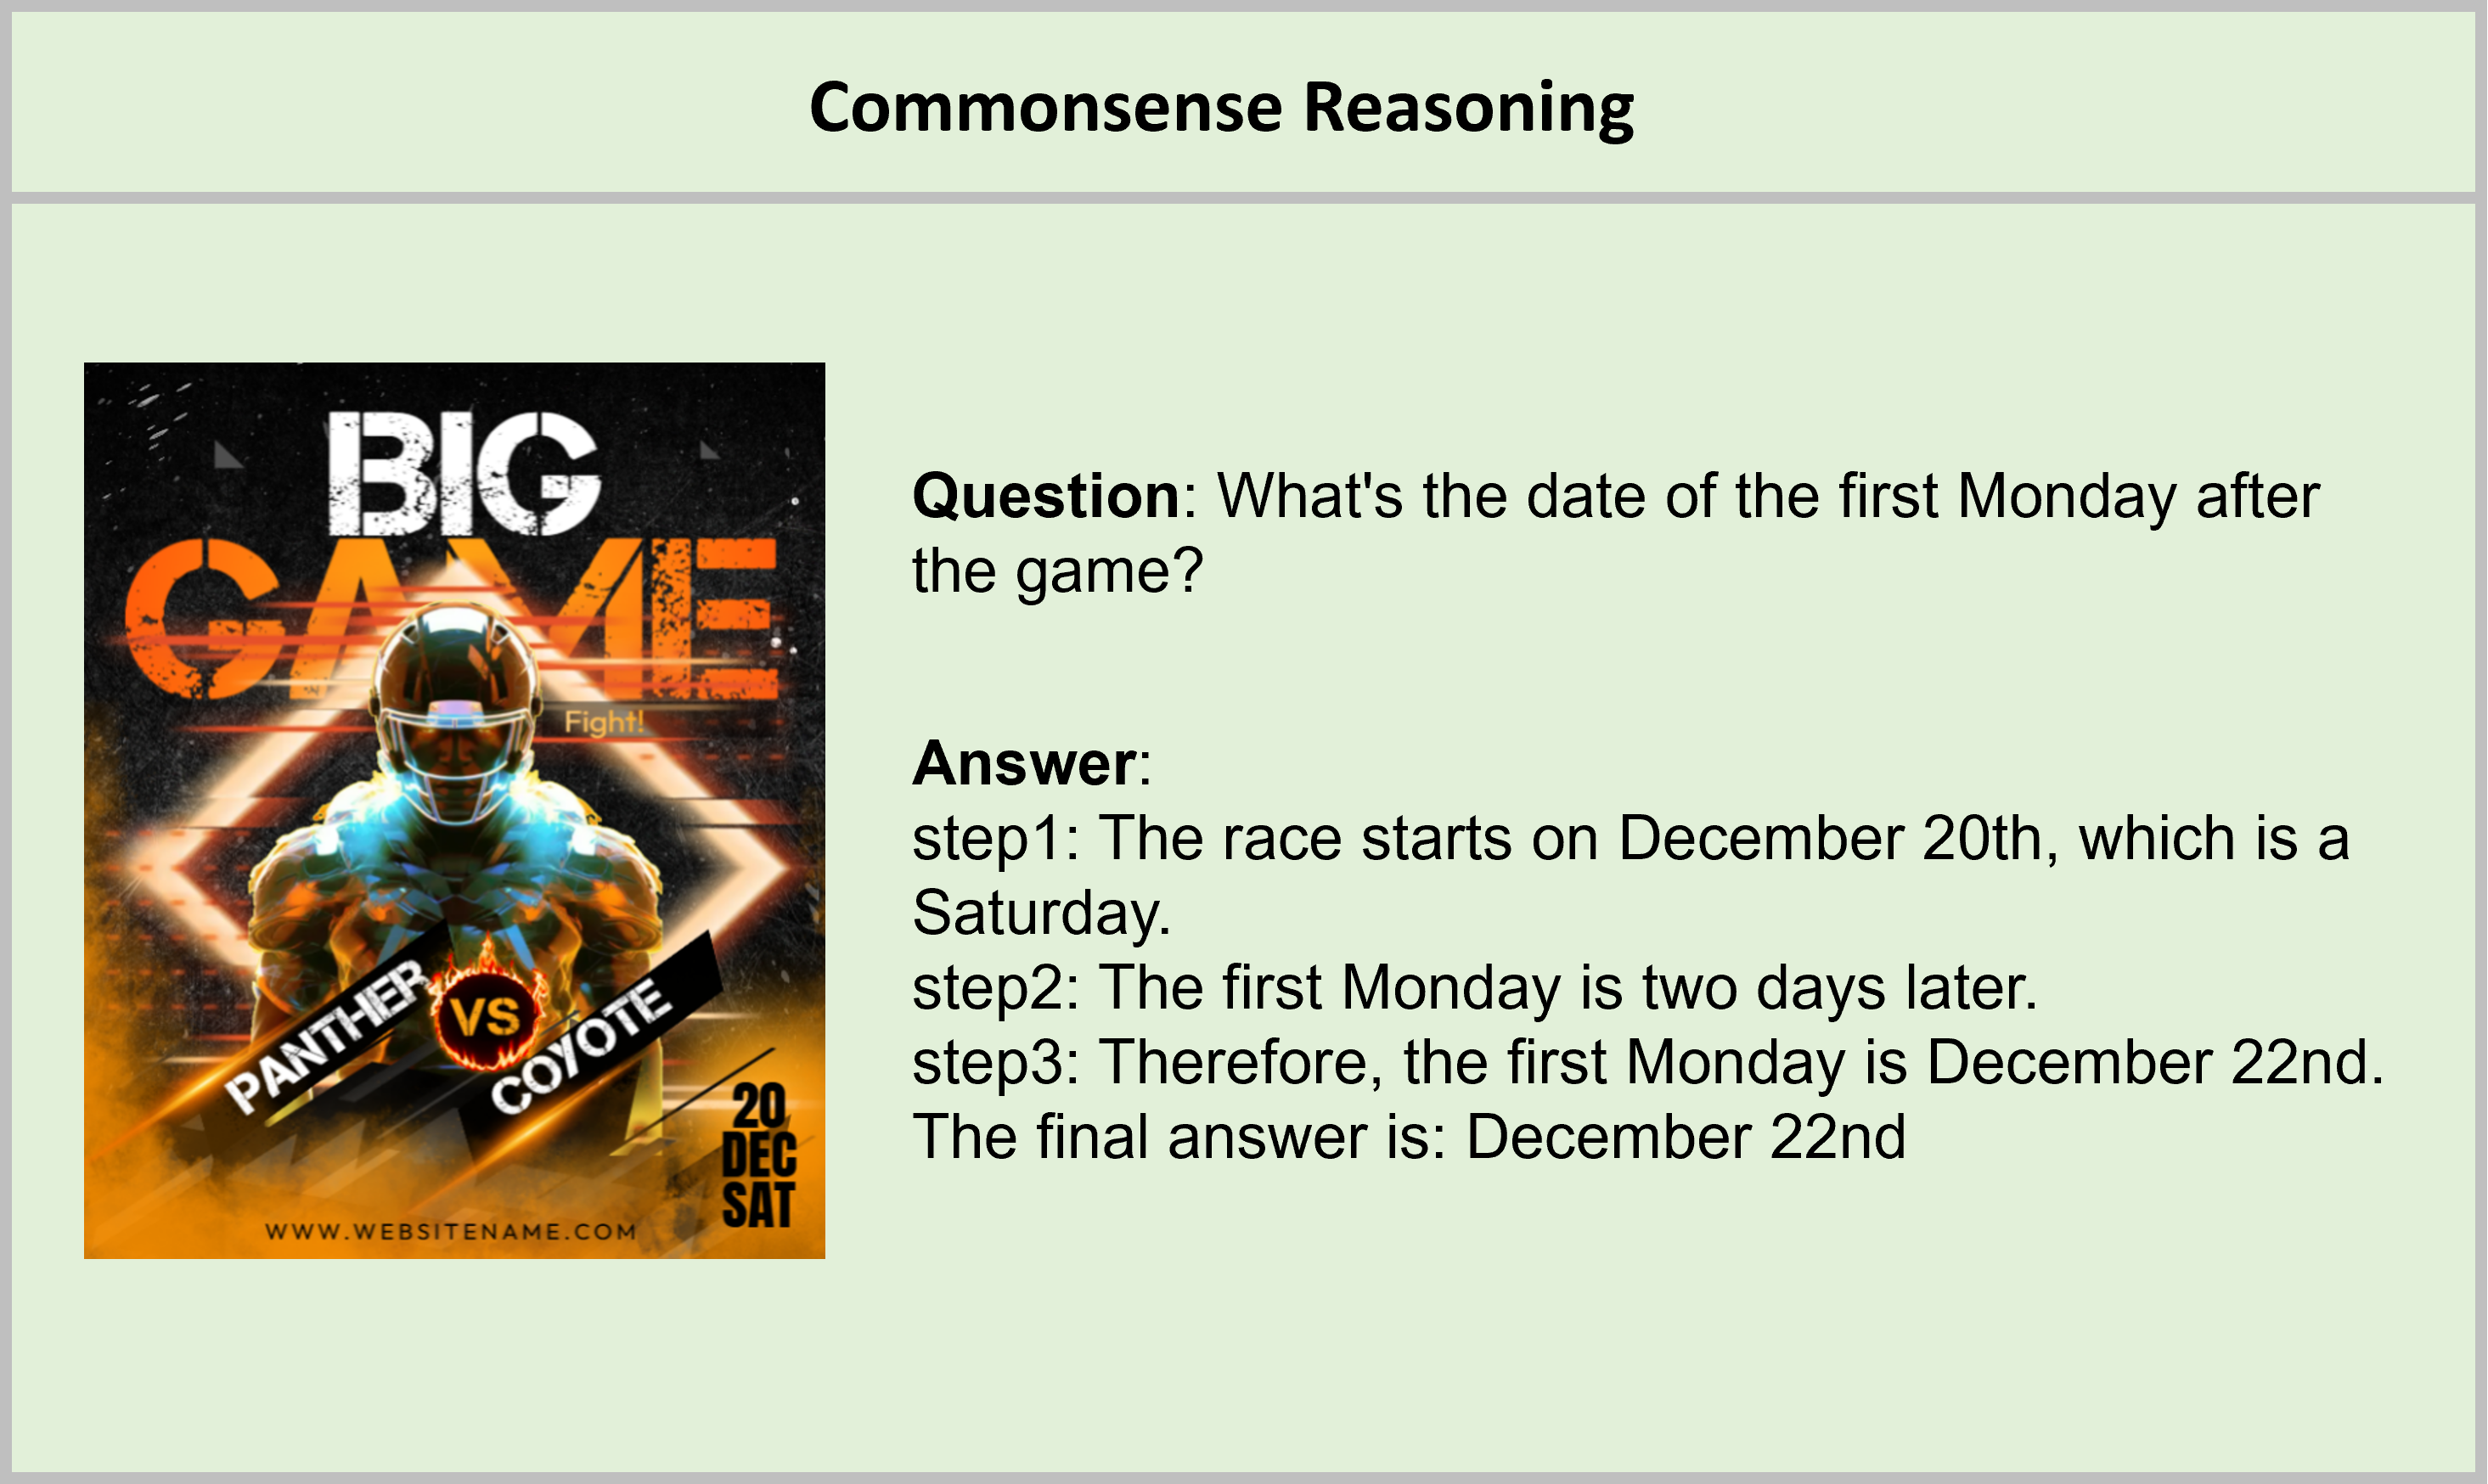 Commonsense Reasoning
BIG
GAME
Fight!
PANTHER
VS
COYOTE
20
DEC
SAT
WWW.WEBSITENAME.COM
Question: What's the date of the first Monday after
the game?
Answer:
step1: The race starts on December 20th, which is a
Saturday.
step2: The first Monday is two days later.
step3: Therefore, the first Monday is December 22nd.
The final answer is: December 22nd